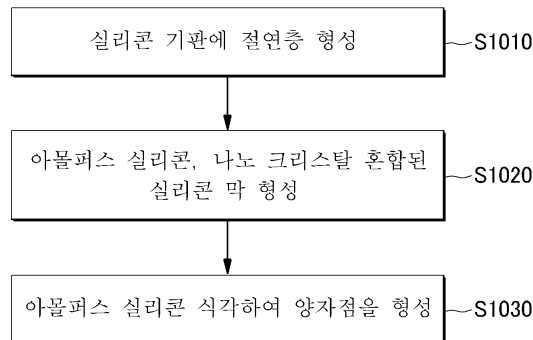 실리콘 기판에 절연층 형성
S1010
아몰퍼스 실리콘, 나노 크리스탈 혼합된
실리콘 막 형성
S1020
아몰퍼스 실리콘 식각하여 양자점을 형성
S1030